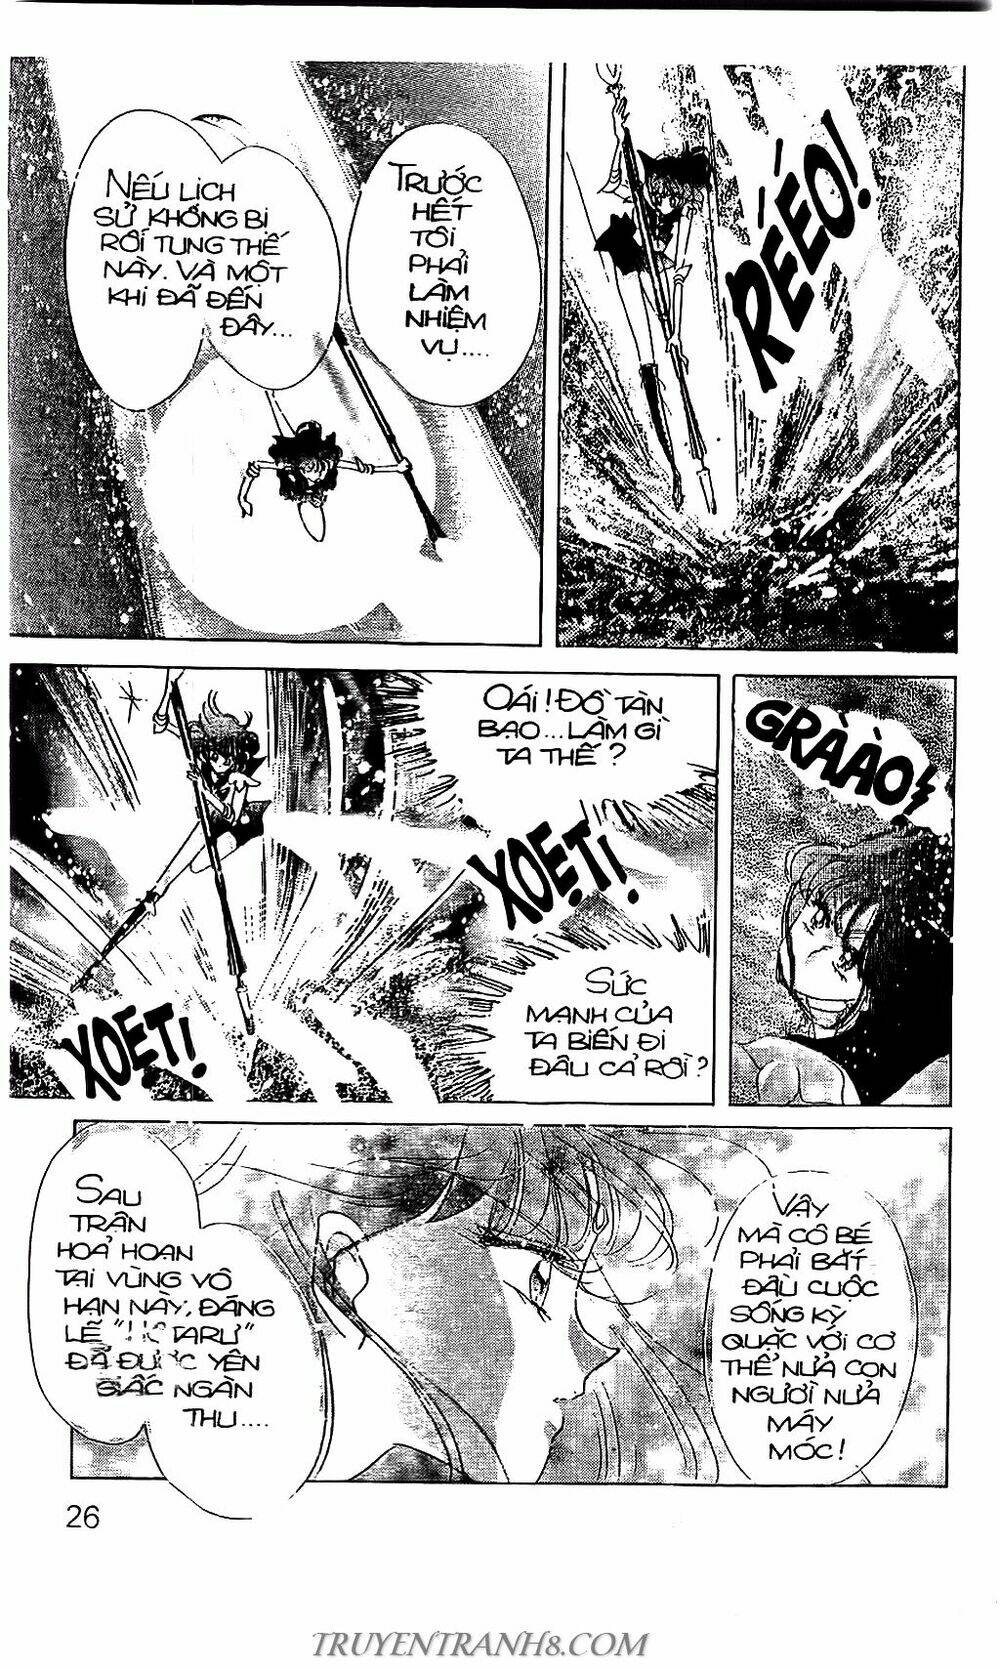 NẾU LỊCH
SỬ KHÔNG BỊ
RỐI TUNG THẾ
NÀY. VÀ MỘT
KHI ĐÃ ĐẾN
ĐÂY...
TRƯỚC
HẾT
TÔI
PHẢI
LÀM
NHIỆM
VỤ....
RÉÉO!
OÁI! ĐỒ TÀN
BẠO... LÀM GÌ
TA THẾ?
XOẸT!
XOẸT!
SỨC
MẠNH CỦA
TA BIẾN ĐI
ĐÂU CẢ RỒI?
GRÀÀO!
SAU
TRẬN
HOẢ HOẠN
TẠI VÙNG VÔ
HẠN NÀY, ĐÁNG
LẼ "HOTARU"
ĐÃ ĐƯỢC YÊN
GIẤC NGÀN
THU....
VẬY
MÀ CÔ BÉ
PHẢI BẮT
ĐẦU CUỘC
SỐNG KỲ
QUẶC VỚI CƠ
THỂ NỬA CON
NGƯỜI NỬA
MÁY
MÓC!
26
TRUYENTRANH8.COM